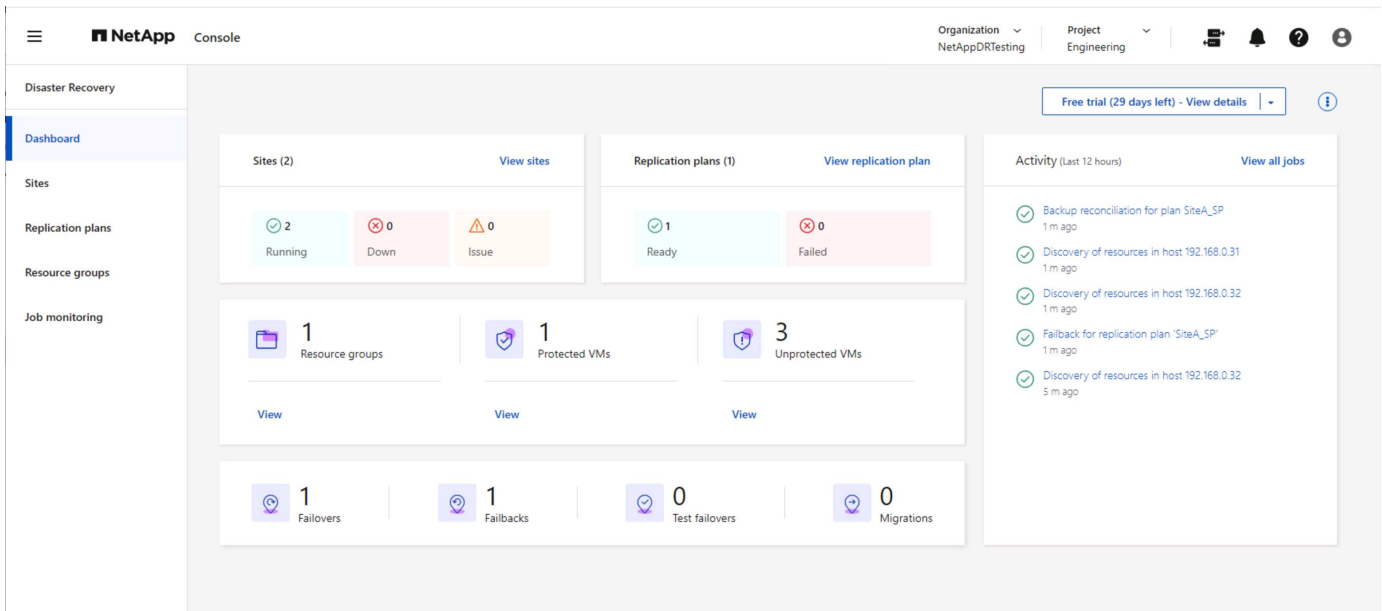 NetApp Console
Organization
NetAppDRTesting
Project
Engineering
Disaster Recovery
Dashboard
Sites
Replication plans
Resource groups
Job monitoring
Free trial (29 days left) - View details
Sites (2) View sites
2
Running
0
Down
0
Issue
Replication plans (1) View replication plan
1
Ready
0
Failed
1
Resource groups
View
1
Protected VMs
View
3
Unprotected VMs
View
1
Failovers
1
Failbacks
0
Test failovers
0
Migrations
Activity (Last 12 hours) View all jobs
Backup reconciliation for plan SiteA_SP
1 m ago
Discovery of resources in host 192.168.0.31
1 m ago
Discovery of resources in host 192.168.0.32
1 m ago
Failback for replication plan 'SiteA_SP'
1 m ago
Discovery of resources in host 192.168.0.32
5 m ago